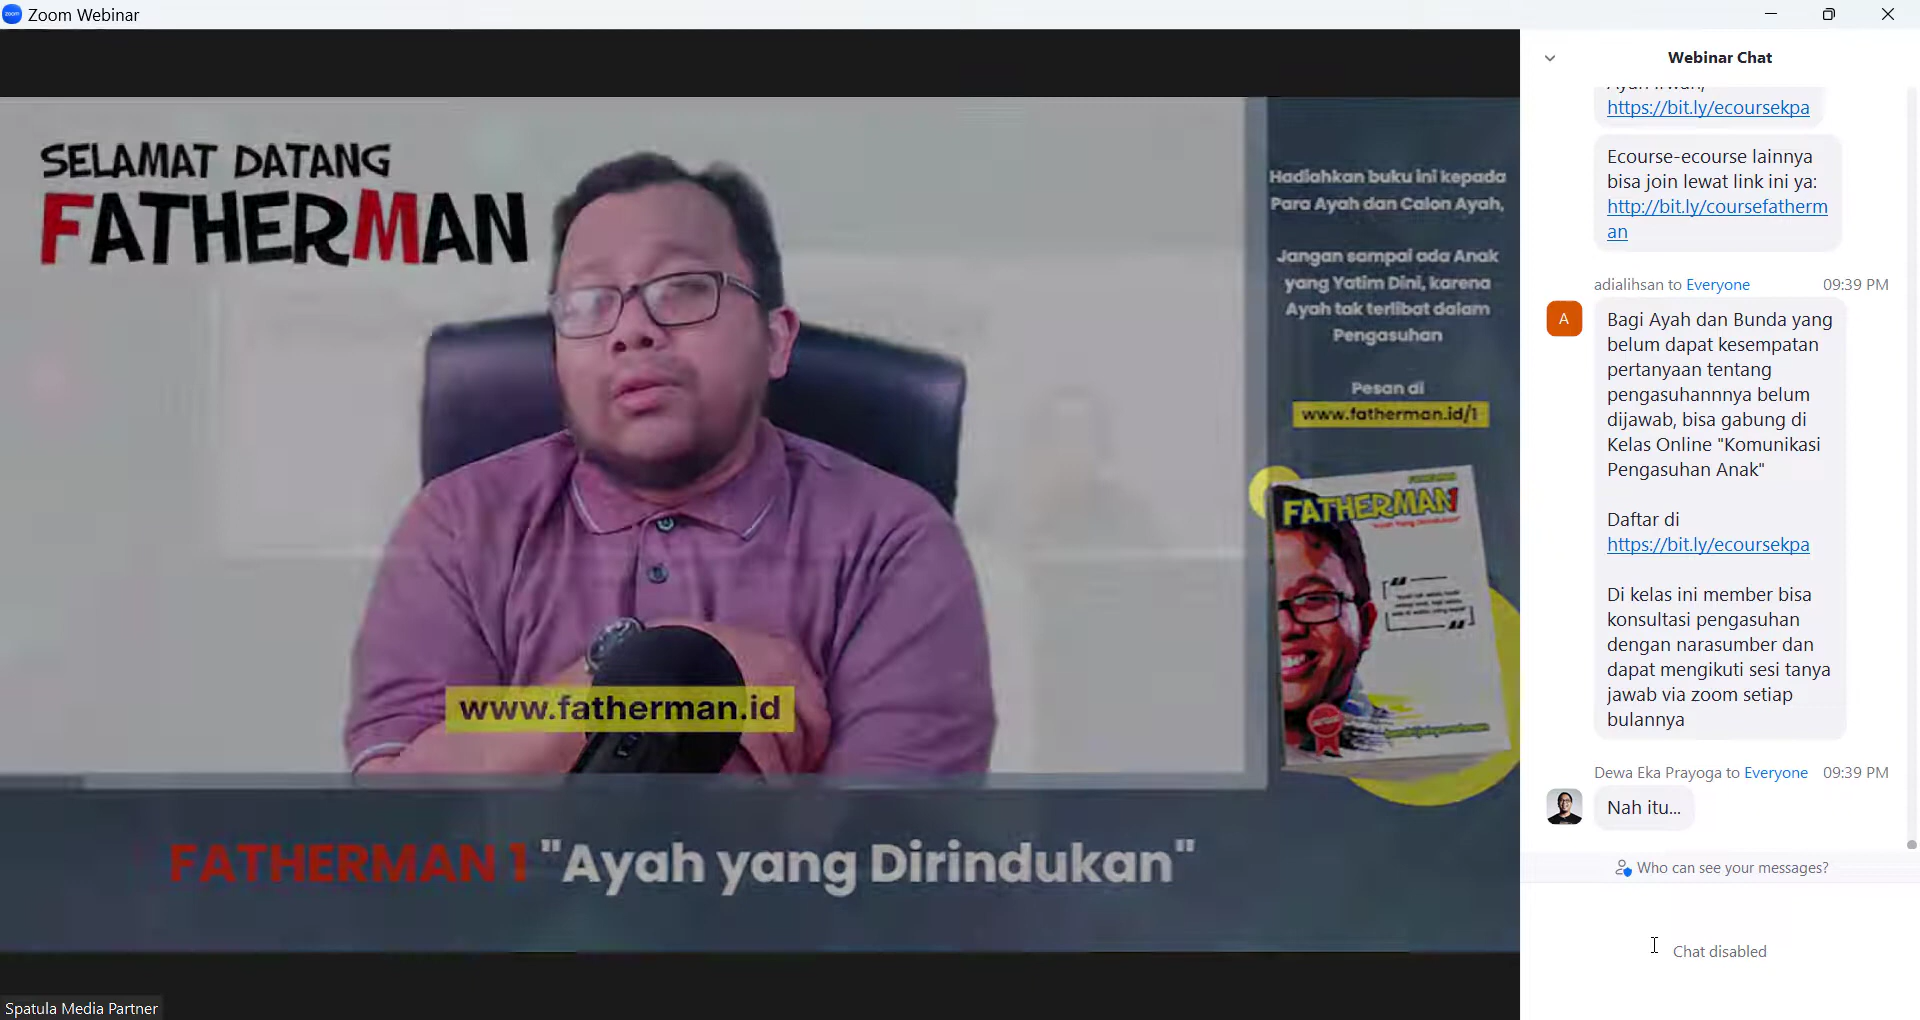 Zoom Webinar
SELAMAT DATANG
FATHERMAN
Hadiahkan buku ini kepada
Para Ayah dan Calon Ayah,
Jangan sampai ada Anak
yang Yatim Dini, karena
Ayah tak terlibat dalam
Pengasuhan
Pesan di
www.fatherman.id/1
FATHERMAN
"Ayah Yang Dirindukan"
www.fatherman.id
FATHERMAN 1 "Ayah yang Dirindukan"
Spatula Media Partner
Webinar Chat
https://bit.ly/ecoursekpa
Ecourse-ecourse lainnya
bisa join lewat link ini ya:
http://bit.ly/coursefatherm
an
adialihsan to Everyone 09:39 PM
A
Bagi Ayah dan Bunda yang
belum dapat kesempatan
pertanyaan tentang
pengasuhannnya belum
dijawab, bisa gabung di
Kelas Online "Komunikasi
Pengasuhan Anak"
Daftar di
https://bit.ly/ecoursekpa
Di kelas ini member bisa
konsultasi pengasuhan
dengan narasumber dan
dapat mengikuti sesi tanya
jawab via zoom setiap
bulannya
Dewa Eka Prayoga to Everyone 09:39 PM
Nah itu...
Who can see your messages?
Chat disabled